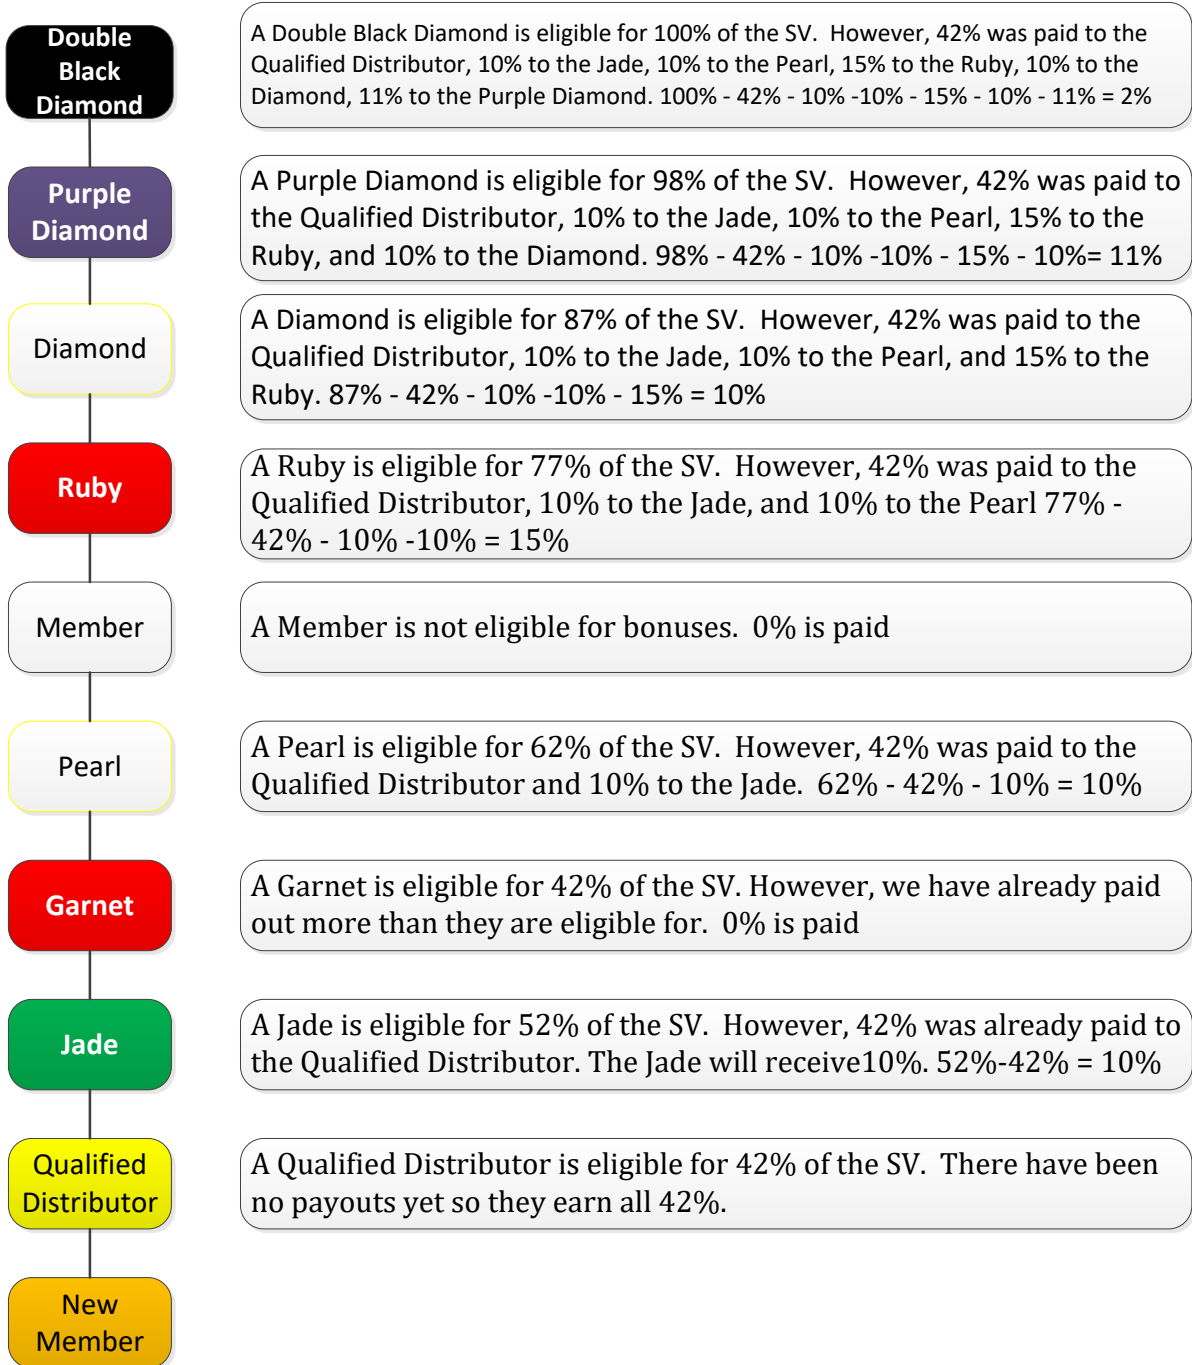 Double
Black
Diamond
A Double Black Diamond is eligible for 100% of the SV.  However, 42% was paid to the
Qualified Distributor, 10% to the Jade, 10% to the Pearl, 15% to the Ruby, 10% to the
Diamond, 11% to the Purple Diamond. 100% - 42% - 10% -10% - 15% - 10% - 11% = 2%
Purple
Diamond
A Purple Diamond is eligible for 98% of the SV.  However, 42% was paid to
the Qualified Distributor, 10% to the Jade, 10% to the Pearl, 15% to the
Ruby, and 10% to the Diamond. 98% - 42% - 10% -10% - 15% - 10%= 11%
Diamond
A Diamond is eligible for 87% of the SV.  However, 42% was paid to the
Qualified Distributor, 10% to the Jade, 10% to the Pearl, and 15% to the
Ruby. 87% - 42% - 10% -10% - 15% = 10%
Ruby
A Ruby is eligible for 77% of the SV.  However, 42% was paid to the
Qualified Distributor, 10% to the Jade, and 10% to the Pearl 77% -
42% - 10% -10% = 15%
Member
A Member is not eligible for bonuses.  0% is paid
Pearl
A Pearl is eligible for 62% of the SV.  However, 42% was paid to the
Qualified Distributor and 10% to the Jade.  62% - 42% - 10% = 10%
Garnet
A Garnet is eligible for 42% of the SV. However, we have already paid
out more than they are eligible for.  0% is paid
Jade
A Jade is eligible for 52% of the SV.  However, 42% was already paid to
the Qualified Distributor. The Jade will receive10%. 52%-42% = 10%
Qualified
Distributor
A Qualified Distributor is eligible for 42% of the SV.  There have been
no payouts yet so they earn all 42%.
New
Member